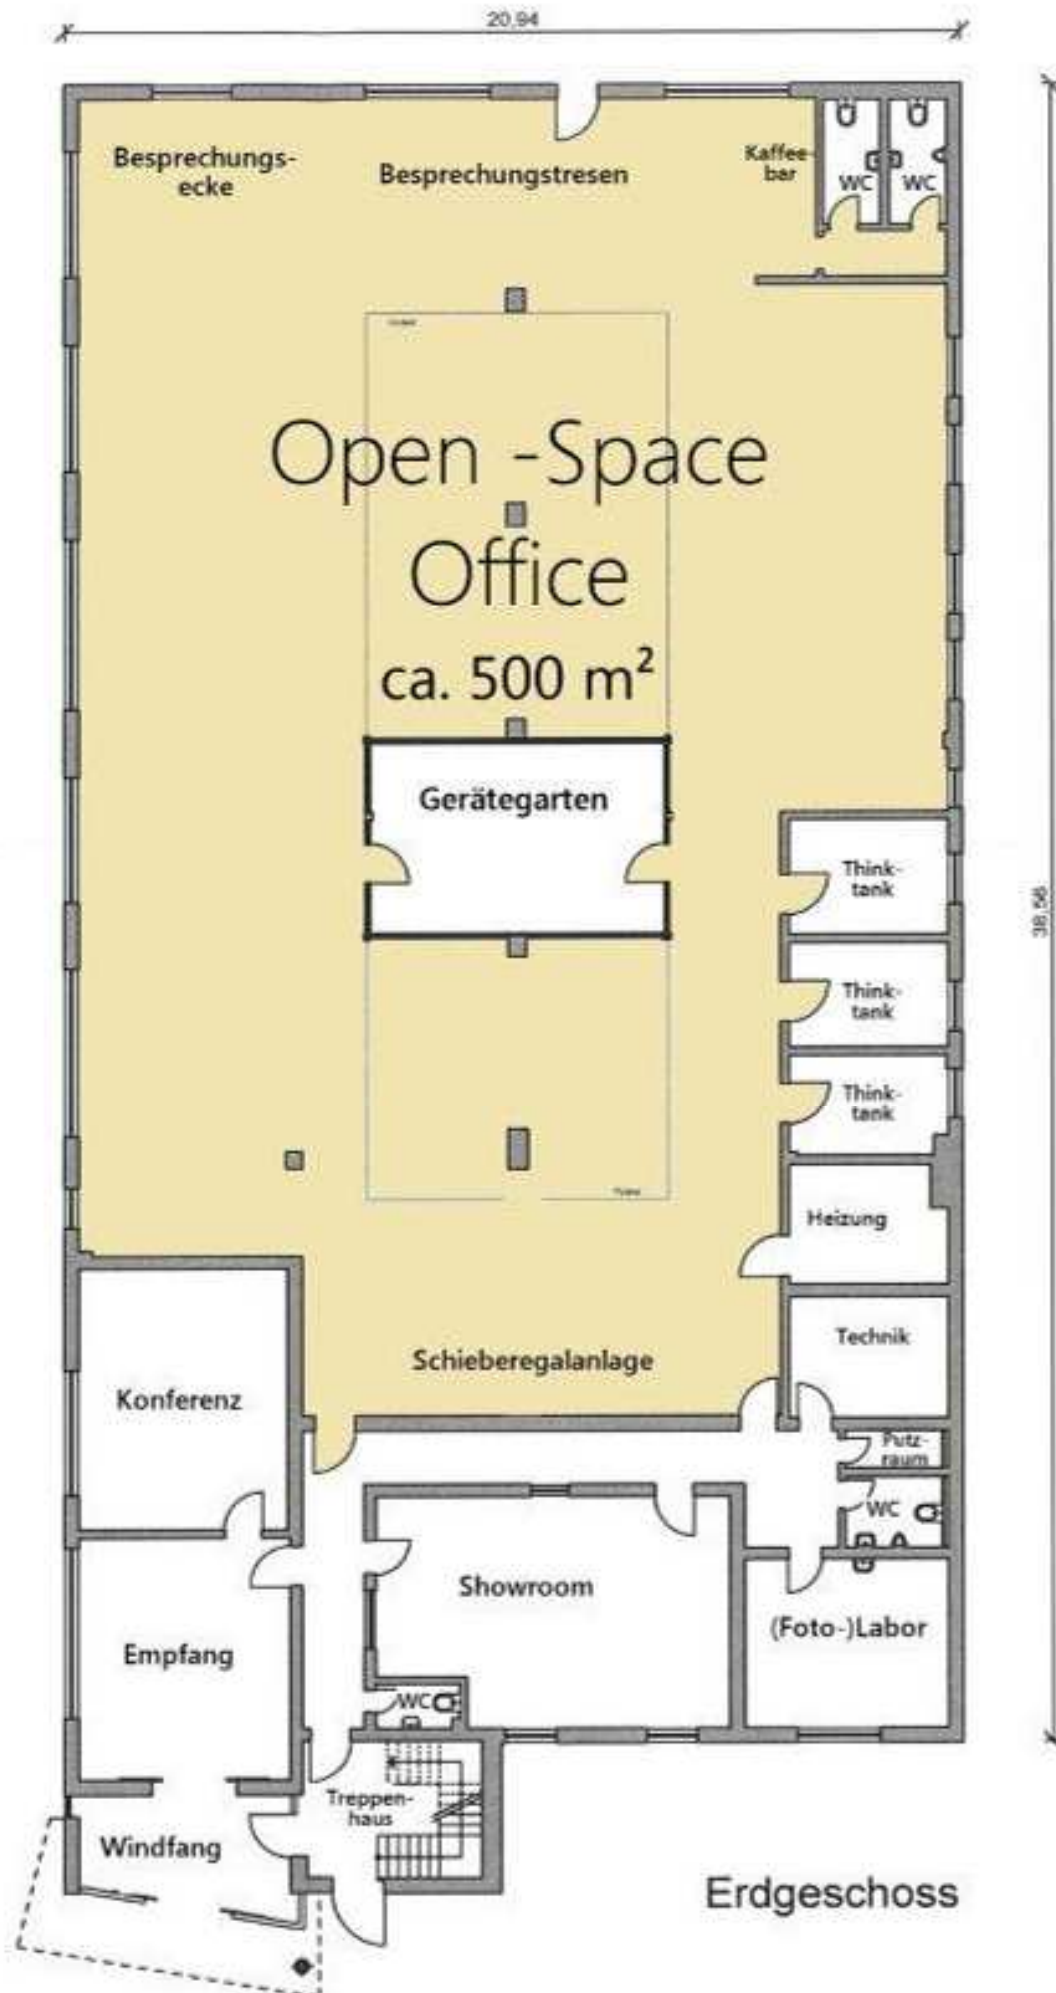 20,94
Besprechungs-
ecke
Besprechungstresen
Kaffee-
bar
WC
WC
Open -Space
Office
ca. 500 m²
Gerätegarten
Think-
tank
Think-
tank
Think-
tank
38,56
Heizung
Technik
Schieberegalanlage
Konferenz
Putz-
raum
WC
Showroom
(Foto-)Labor
Empfang
WC
Treppen-
haus
Windfang
Erdgeschoss